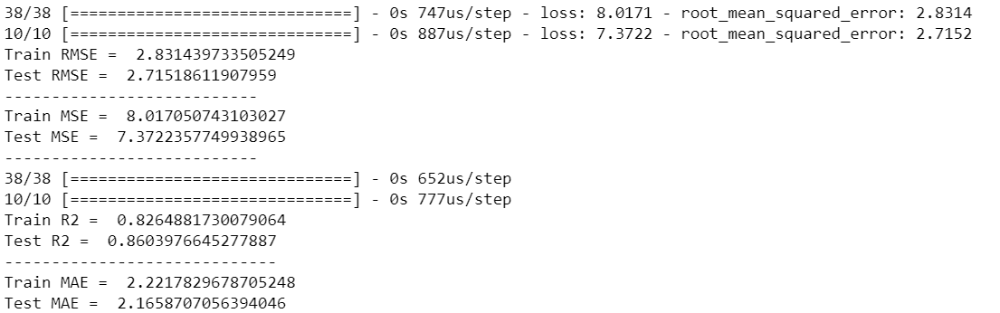 38/38 [==============================] - 0s 747us/step - loss: 8.0171 - root_mean_squared_error: 2.8314
10/10 [==============================] - 0s 887us/step - loss: 7.3722 - root_mean_squared_error: 2.7152
Train RMSE =  2.831439733505249
Test RMSE =  2.71518611907959
---------------------------
Train MSE =  8.017050743103027
Test MSE =  7.3722357749938965
---------------------------
38/38 [==============================] - 0s 652us/step
10/10 [==============================] - 0s 777us/step
Train R2 =  0.8264881730079064
Test R2 =  0.8603976645277887
-----------------------------
Train MAE =  2.2217829678705248
Test MAE =  2.1658707056394046